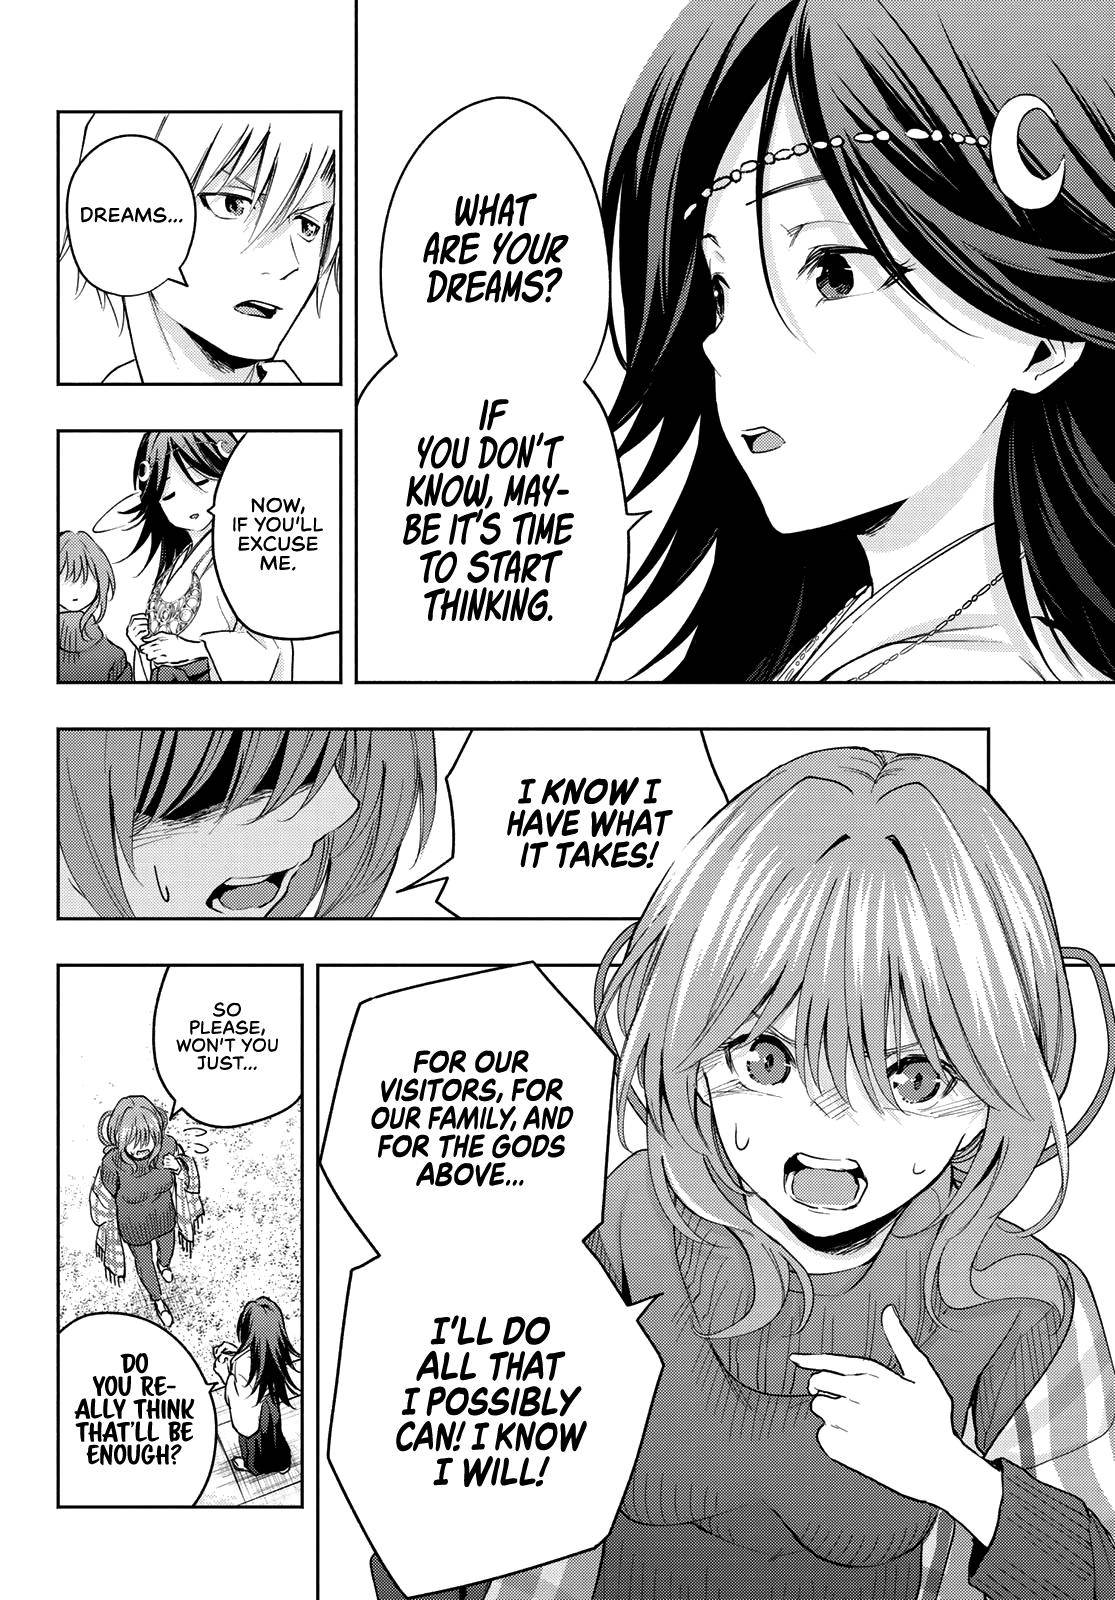 WHAT
ARE YOUR
DREAMS?
IF
YOU DON'T
KNOW, MAY-
BE IT'S TIME
TO START
THINKING.
DREAMS...
NOW,
IF YOU'LL
EXCUSE
ME.
I KNOW I
HAVE WHAT
IT TAKES!
FOR OUR
VISITORS, FOR
OUR FAMILY, AND
FOR THE GODS
ABOVE...
I'LL DO
ALL THAT
I POSSIBLY
CAN! I KNOW
I WILL!
SO
PLEASE,
WON'T YOU
JUST...
DO
YOU RE-
ALLY THINK
THAT'LL BE
ENOUGH?